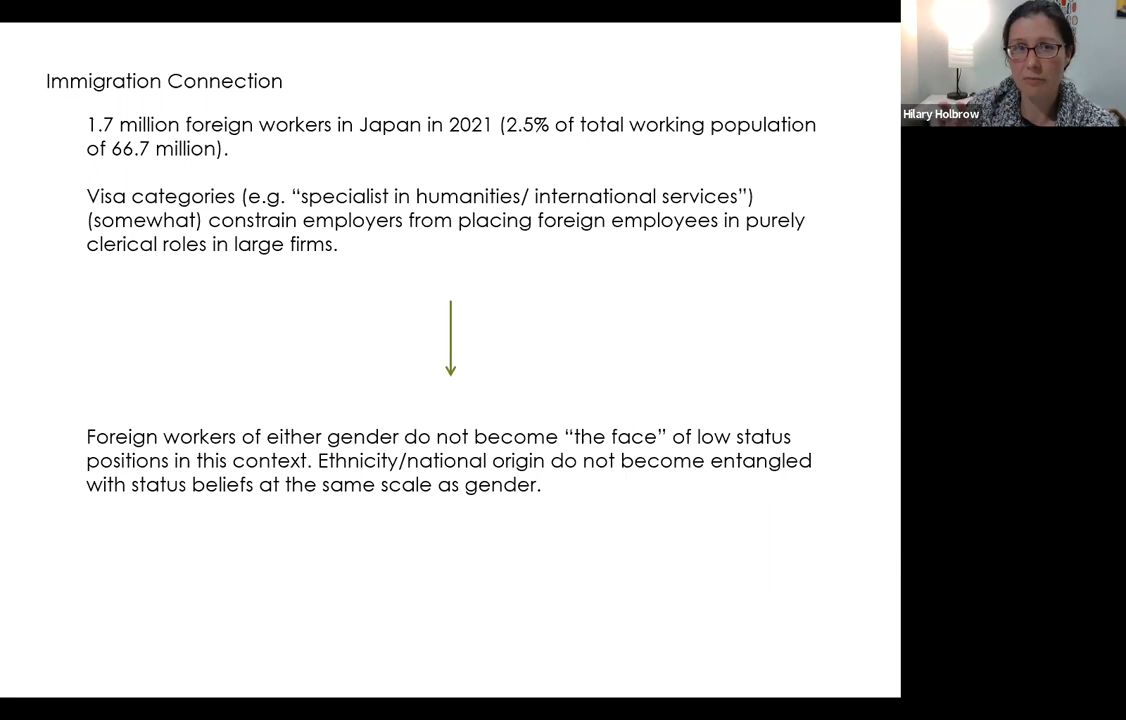 Immigration Connection
1.7 million foreign workers in Japan in 2021 (2.5% of total working population
of 66.7 million).
Visa categories (e.g. “specialist in humanities/ international services”)
(somewhat) constrain employers from placing foreign employees in purely
clerical roles in large firms.
Foreign workers of either gender do not become “the face” of low status
positions in this context. Ethnicity/national origin do not become entangled
with status beliefs at the same scale as gender.
Hilary Holbrow